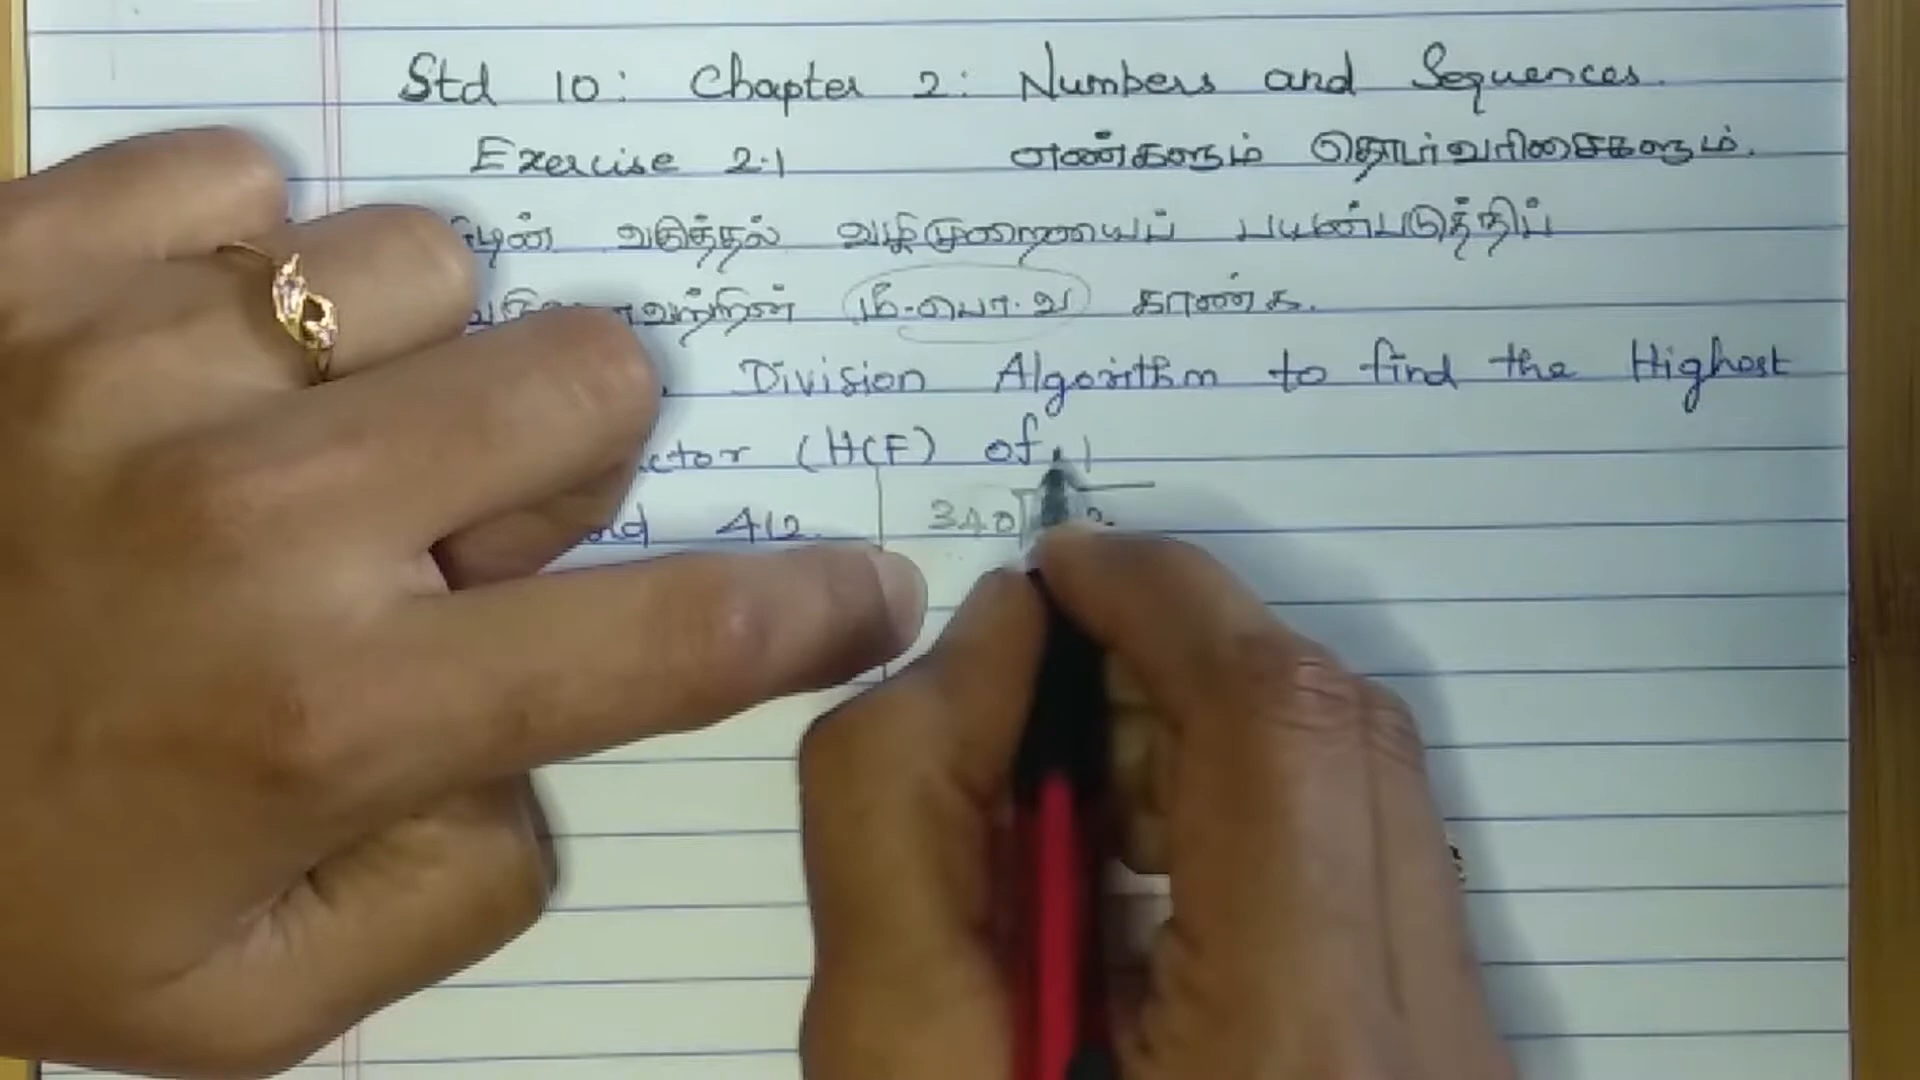 Std 10: Chapter 2: Numbers and Sequences.
Exercise 2.1 எண்களும் தொடர்வரிசைகளும்.
வகுத்தல் வழிமுறையைப் பயன்படுத்திப்
மீ.பொ.வ காண்க.
Division Algorithm to find the Highest
(HCF) of 1
412. 340